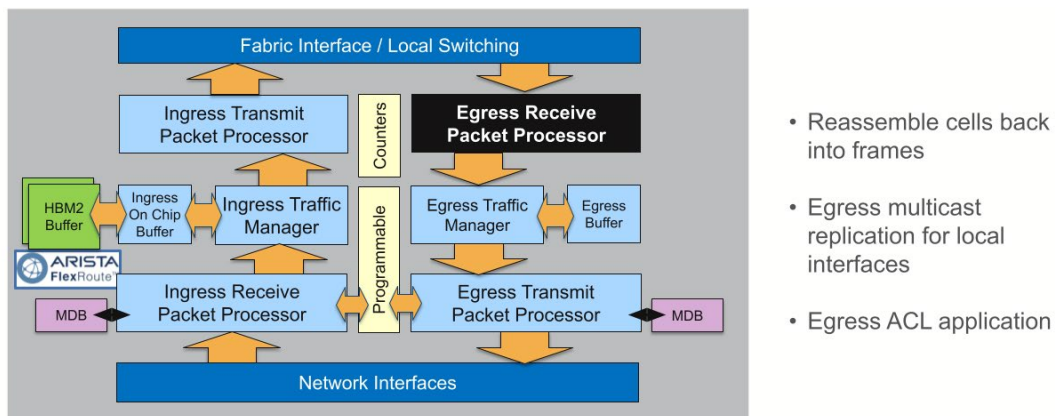 Fabric Interface / Local Switching
Ingress Transmit
Packet Processor
Counters
Egress Receive
Packet Processor
HBM2
Buffer
Ingress
On Chip
Buffer
Ingress Traffic
Manager
Egress Traffic
Manager
Egress
Buffer
ARISTA
FlexRoute™
Programmable
MDB
Ingress Receive
Packet Processor
Egress Transmit
Packet Processor
MDB
Network Interfaces
• Reassemble cells back
into frames
• Egress multicast
replication for local
interfaces
• Egress ACL application